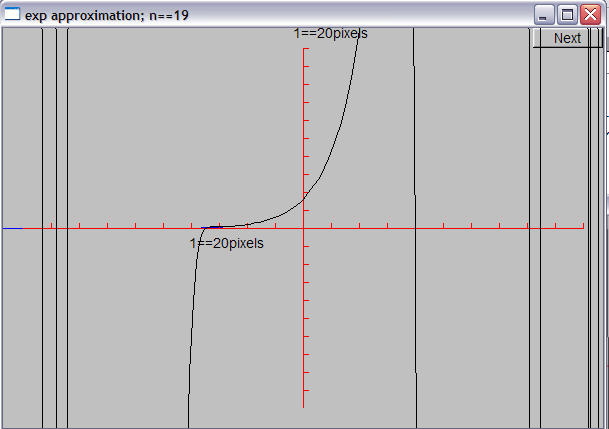 exp approximation; n==19
1==20pixels
Next
1==20pixels